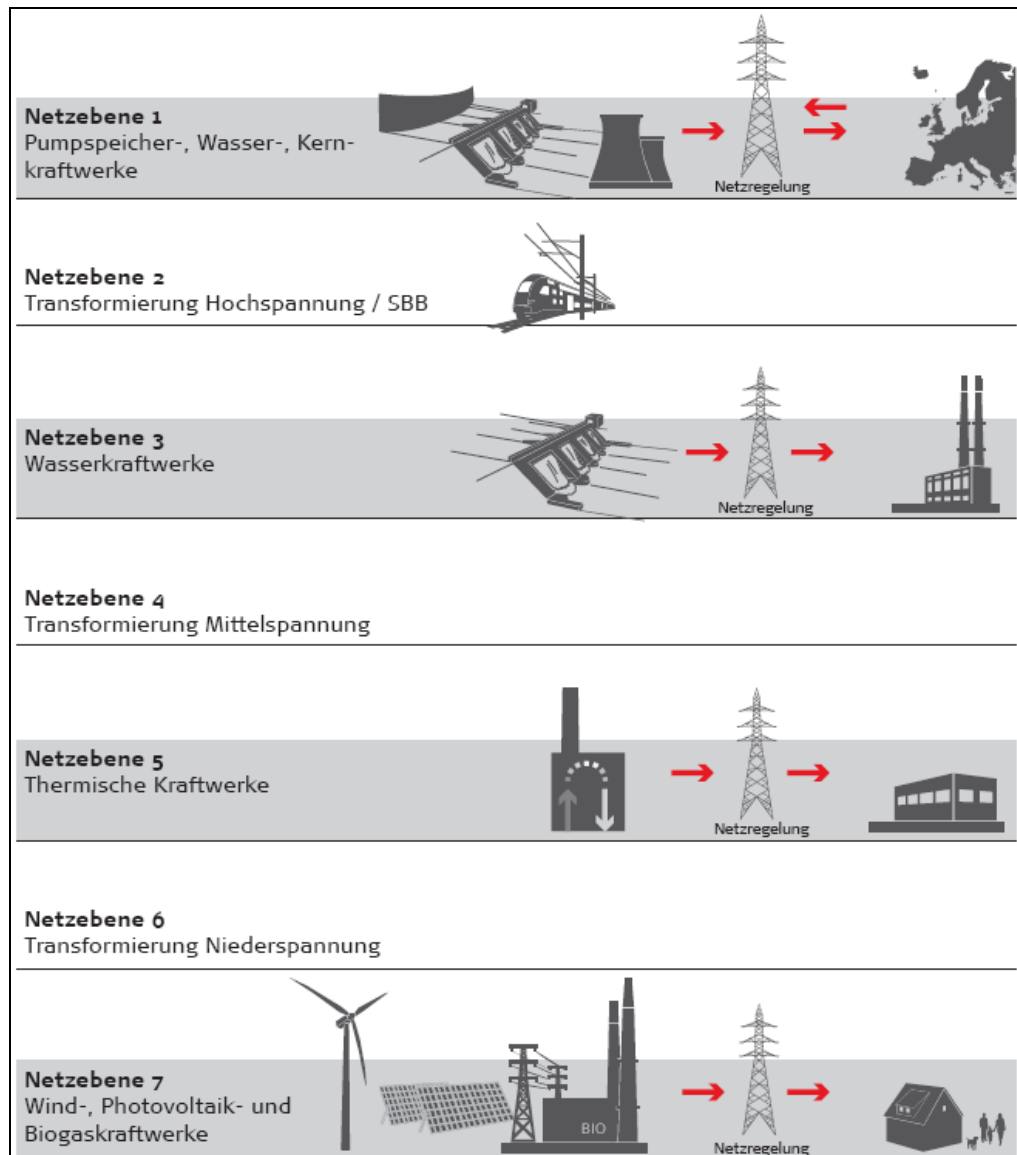 Netzebene 1
Pumpspeicher-, Wasser-, Kern-
kraftwerke
Netzregelung
Netzebene 2
Transformierung Hochspannung / SBB
Netzebene 3
Wasserkraftwerke
Netzregelung
Netzebene 4
Transformierung Mittelspannung
Netzebene 5
Thermische Kraftwerke
Netzregelung
Netzebene 6
Transformierung Niederspannung
Netzebene 7
Wind-, Photovoltaik- und
Biogaskraftwerke
BIO
Netzregelung